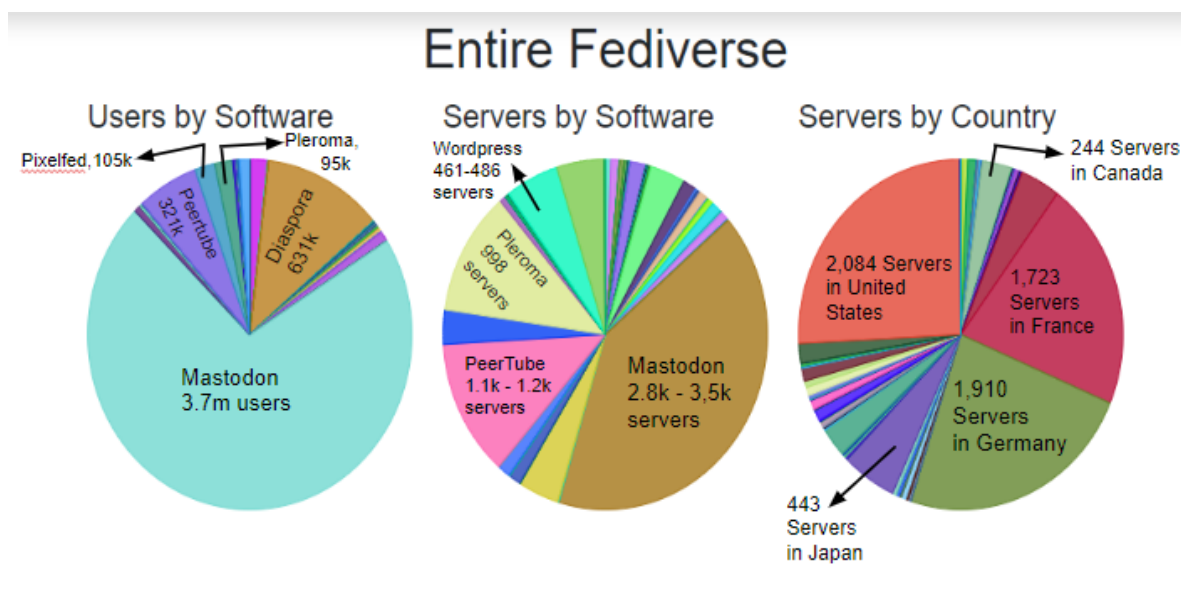 Entire Fediverse
Users by Software
Pixelfed,105k
Pleroma,
95k
Peertube
321k
Diaspora
631k
Mastodon
3.7m users
Servers by Software
Wordpress
461-486
servers
Pleroma
998
servers
PeerTube
1.1k - 1.2k
servers
Mastodon
2.8k - 3,5k
servers
Servers by Country
244 Servers
in Canada
2,084 Servers
in United
States
1,723
Servers
in France
1,910
Servers
in Germany
443
Servers
in Japan